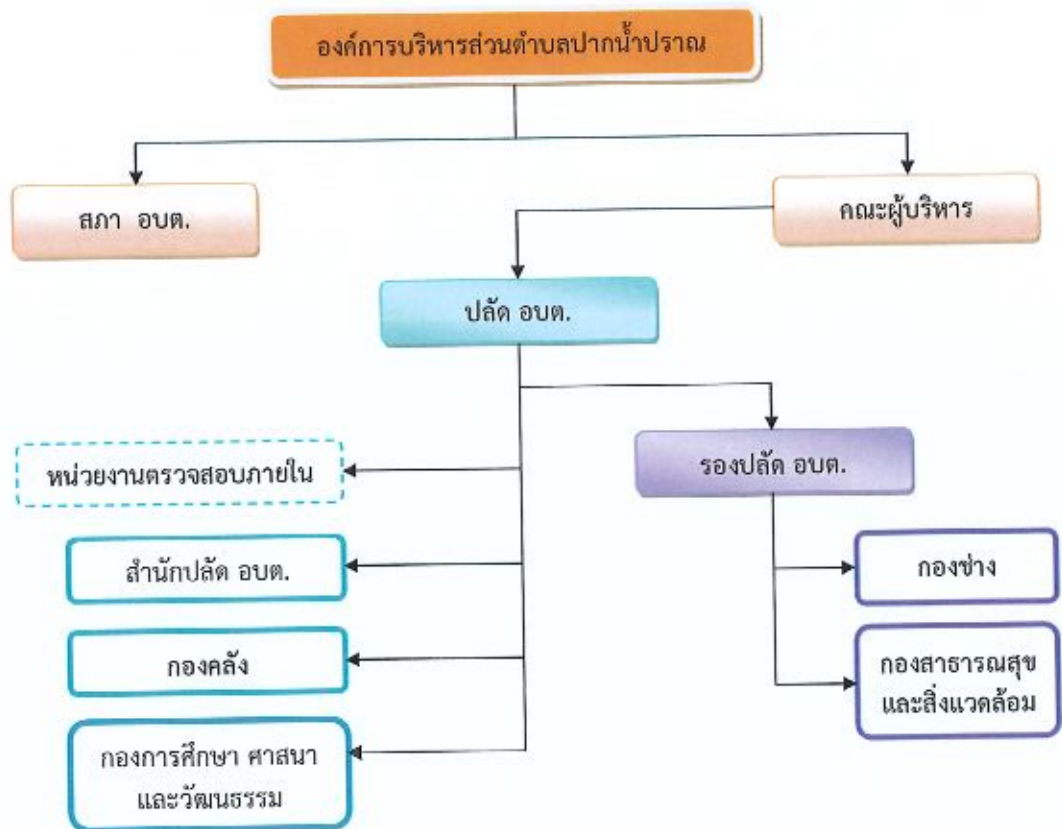 องค์การบริหารส่วนตำบลปากน้ำปราณ
สภา อบต.
คณะผู้บริหาร
ปลัด อบต.
หน่วยงานตรวจสอบภายใน
รองปลัด อบต.
สำนักปลัด อบต.
กองช่าง
กองคลัง
กองสาธารณสุข
และสิ่งแวดล้อม
กองการศึกษา ศาสนา
และวัฒนธรรม